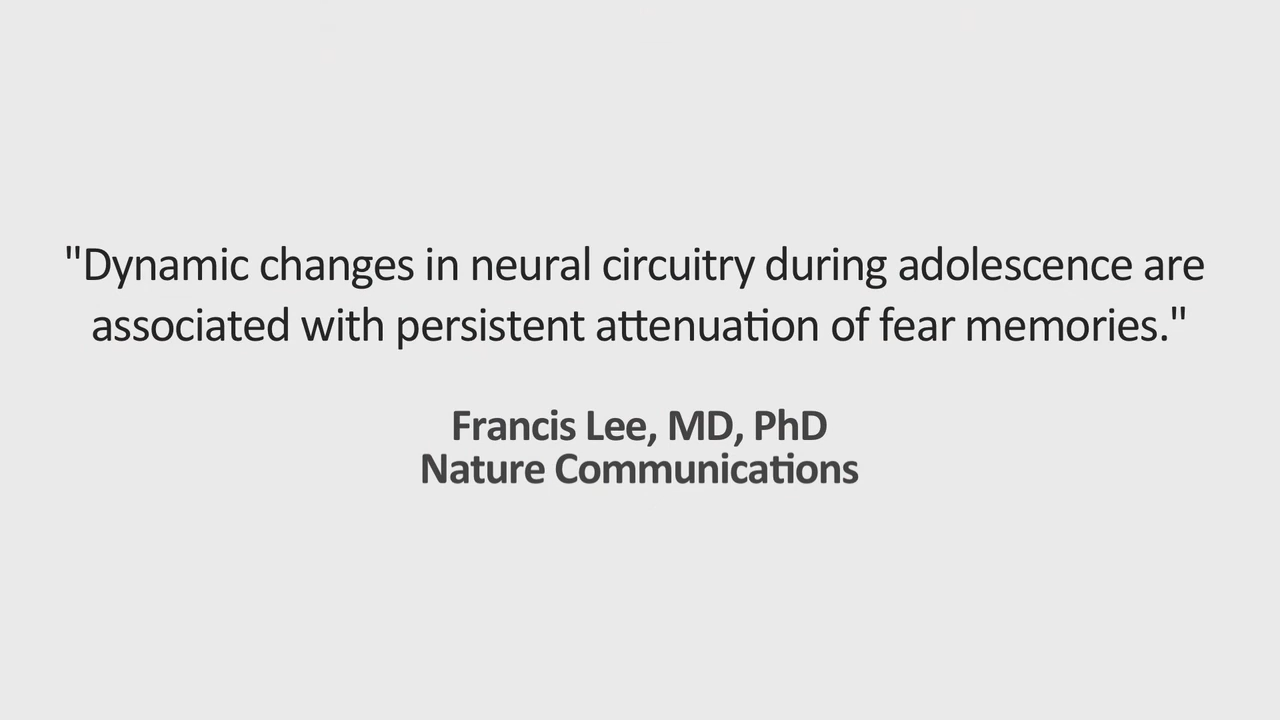 "Dynamic changes in neural circuitry during adolescence are
associated with persistent attenuation of fear memories."
Francis Lee, MD, PhD
Nature Communications